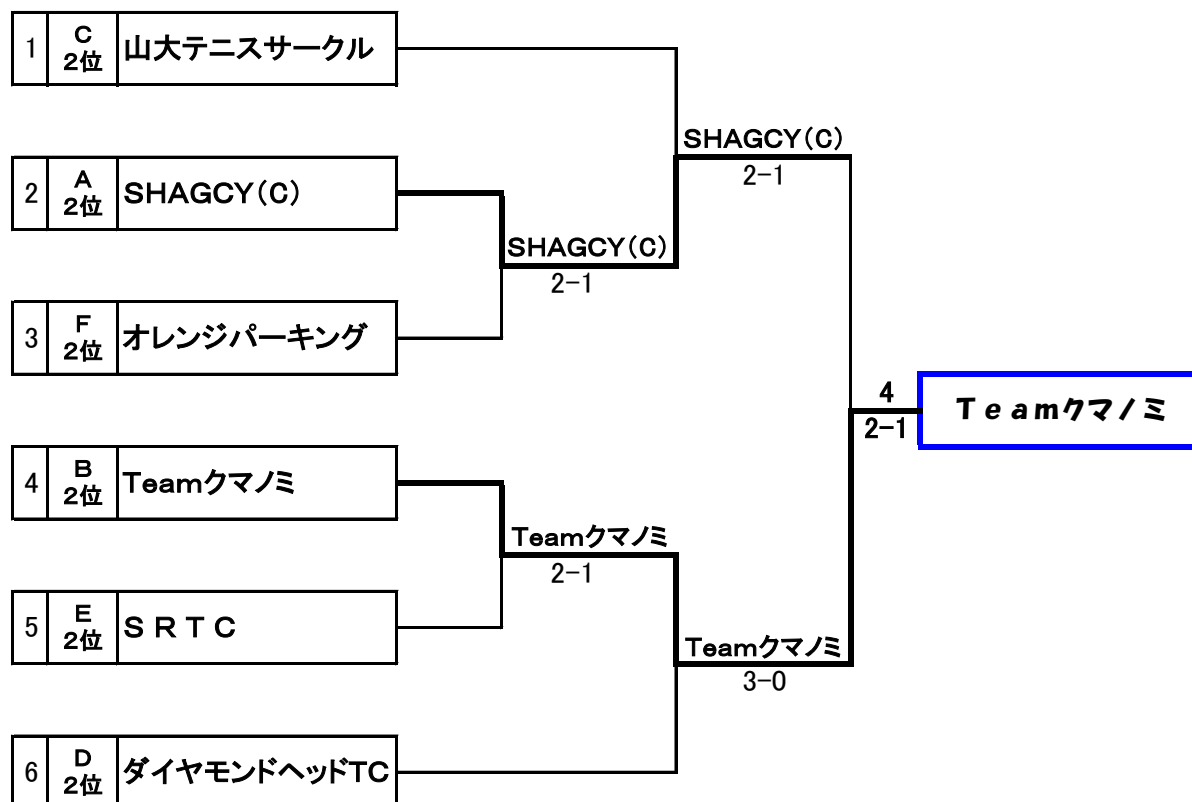 1 C 2位 山大テニスサークル
SHAGCY(C)
2-1
2 A 2位 SHAGCY(C)
SHAGCY(C)
2-1
3 F 2位 オレンジパーキング
4
2-1
Teamクマノミ
4 B 2位 Teamクマノミ
Teamクマノミ
2-1
5 E 2位 SRTC
Teamクマノミ
3-0
6 D 2位 ダイヤモンドヘッドTC